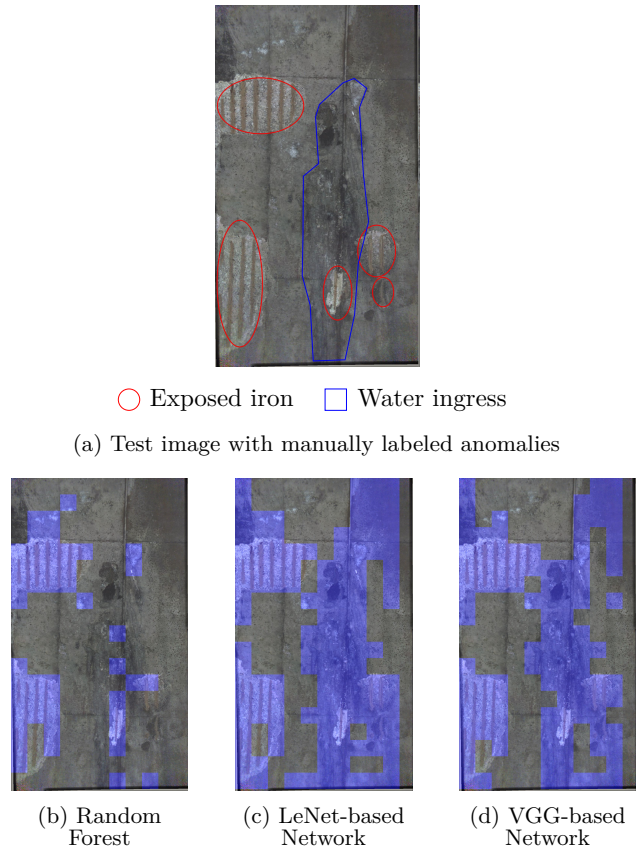 Exposed iron Water ingress
(a) Test image with manually labeled anomalies
(b) Random
Forest
(c) LeNet-based
Network
(d) VGG-based
Network